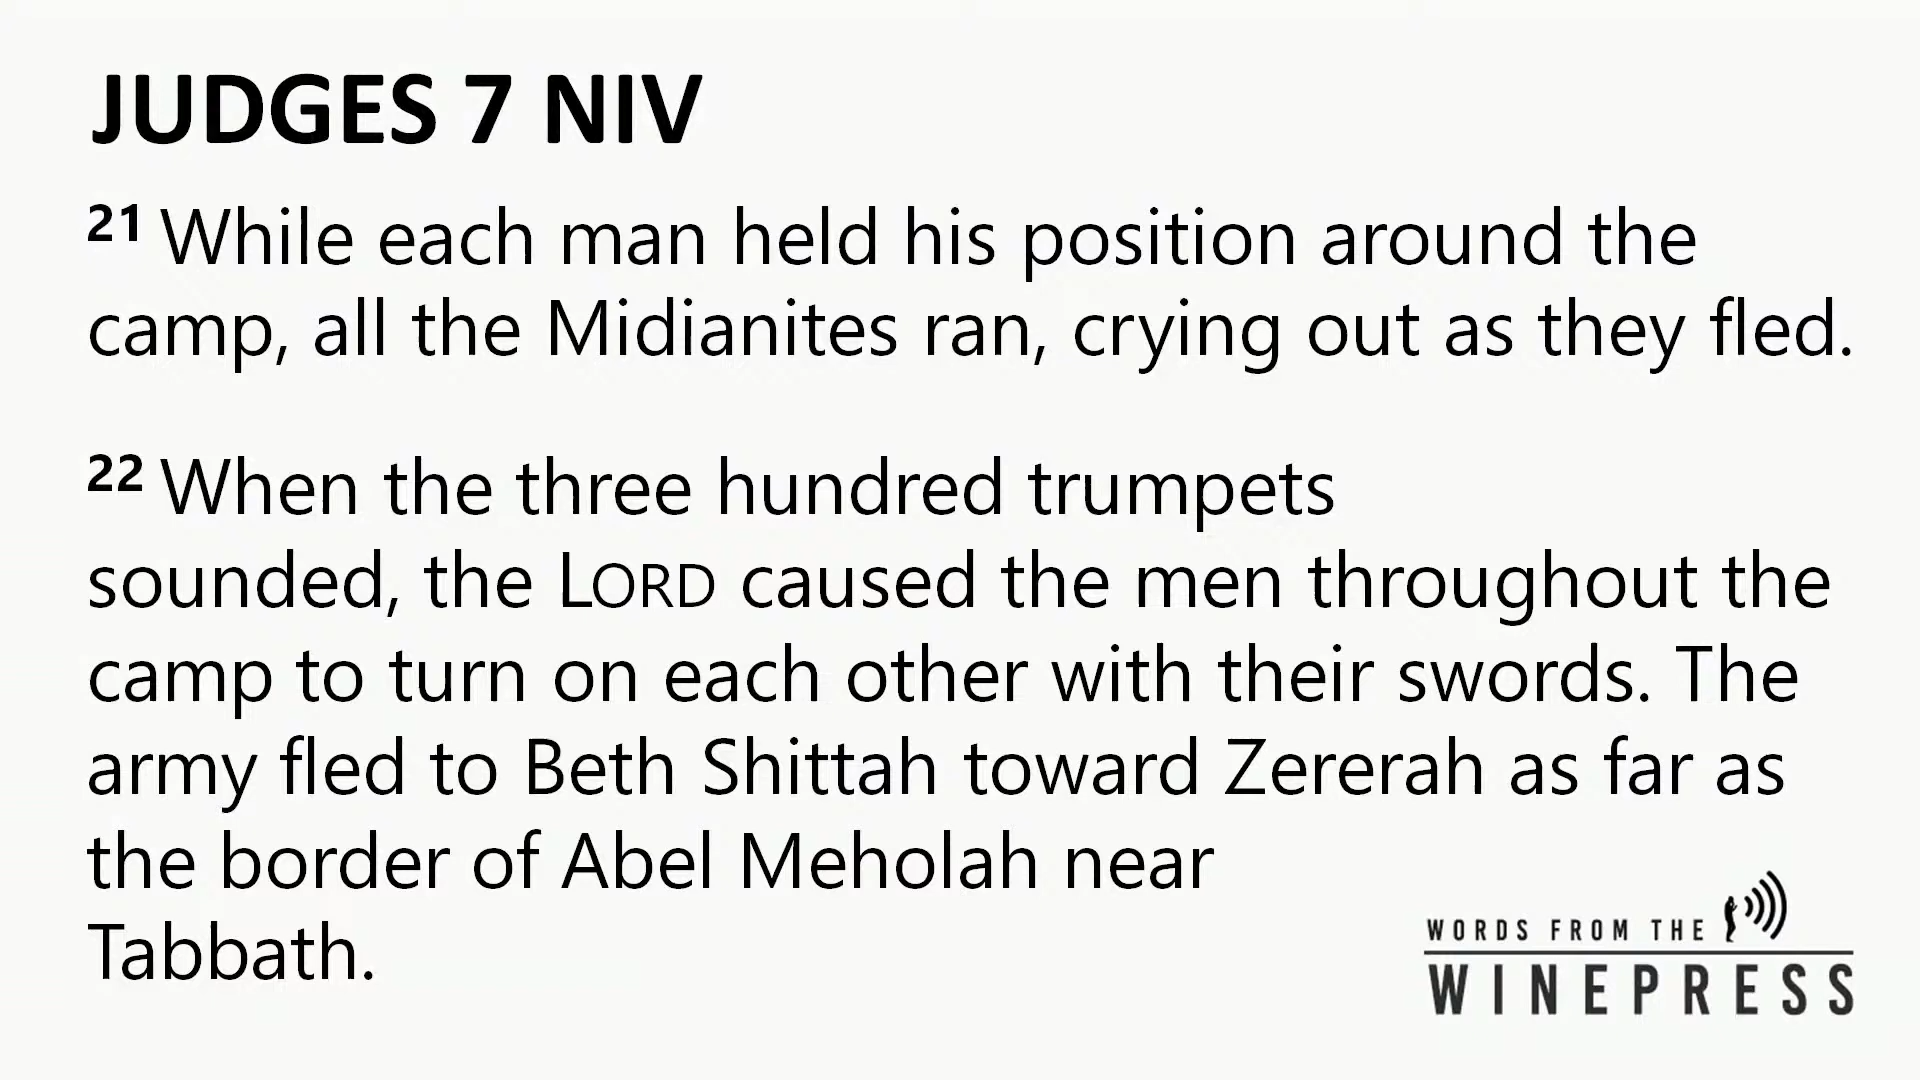 JUDGES 7 NIV
21 While each man held his position around the
camp, all the Midianites ran, crying out as they fled.
22 When the three hundred trumpets
sounded, the LORD caused the men throughout the
camp to turn on each other with their swords. The
army fled to Beth Shittah toward Zererah as far as
the border of Abel Meholah near
Tabbath.
WORDS FROM THE
WINEPRESS